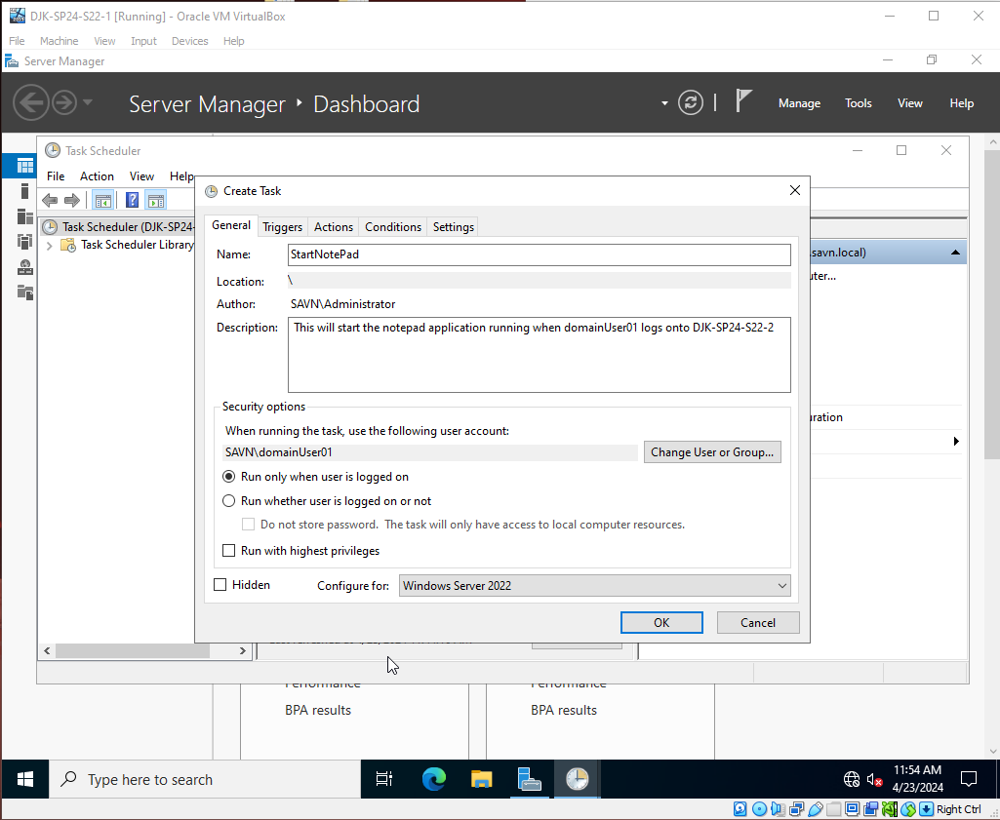 DJK-SP24-S22-1 [Running] - Oracle VM VirtualBox
File Machine View Input Devices Help
Server Manager
Server Manager Dashboard
Manage Tools View Help
Task Scheduler
File Action View Help
Task Scheduler (DJK-SP24-
Task Scheduler Library
Create Task
General Triggers Actions Conditions Settings
Name: StartNotePad
Location: \
Author: SAVN\Administrator
Description: This will start the notepad application running when domainUser01 logs onto DJK-SP24-S22-2
Security options
When running the task, use the following user account:
SAVN\domainUser01 Change User or Group...
Run only when user is logged on
Run whether user is logged on or not
Do not store password. The task will only have access to local computer resources.
Run with highest privileges
Hidden Configure for: Windows Server 2022
OK Cancel
.savn.local)
uter...
uration
Performance Performance
BPA results BPA results
Type here to search
11:54 AM
4/23/2024
Right Ctrl